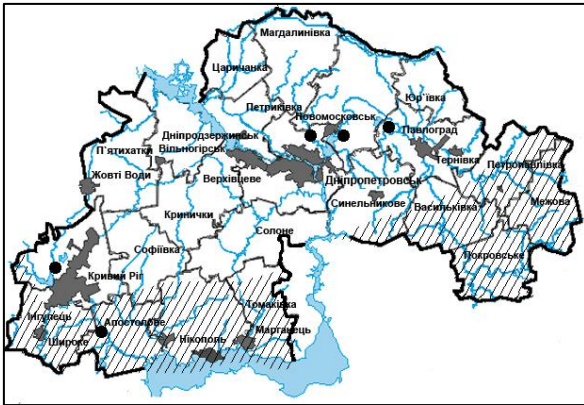 Магдалинівка
Царичанка
Юр'ївка
Петриківка
Новомосковськ
Павлоград
Дніпродзержинськ
Вільногірськ
П'ятихатки
Тернівка
Петропавлівка
Жовті Води
Верхівцеве
Дніпропетровськ
Синельникове
Васильківка
Межова
Кринички
Солоне
Софіївка
Покровське
Кривий Ріг
Томаківка
Інгулець
Апостолове
Марганець
Широке
Нікополь